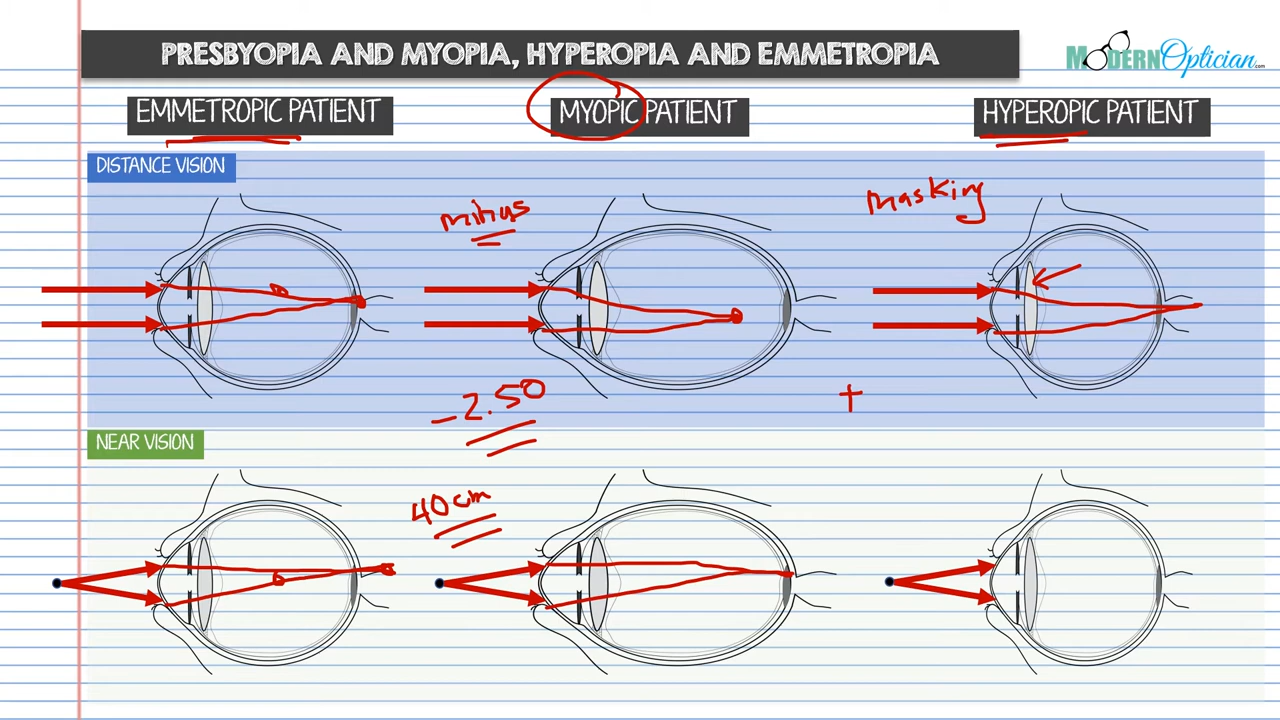 PRESBYOPIA AND MYOPIA, HYPEROPIA AND EMMETROPIA
MODERNOptician.com
EMMETROPIC PATIENT
MYOPIC PATIENT
HYPEROPIC PATIENT
DISTANCE VISION
minus
masking
-2.50
+
NEAR VISION
40cm